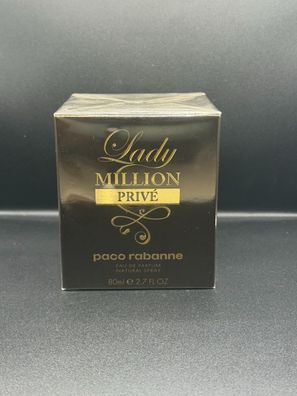 Lady
MILLION
PRIVÉ
paco rabanne
EAU DE PARFUM
NATURAL SPRAY
80ml ℮ 2,7 FL OZ